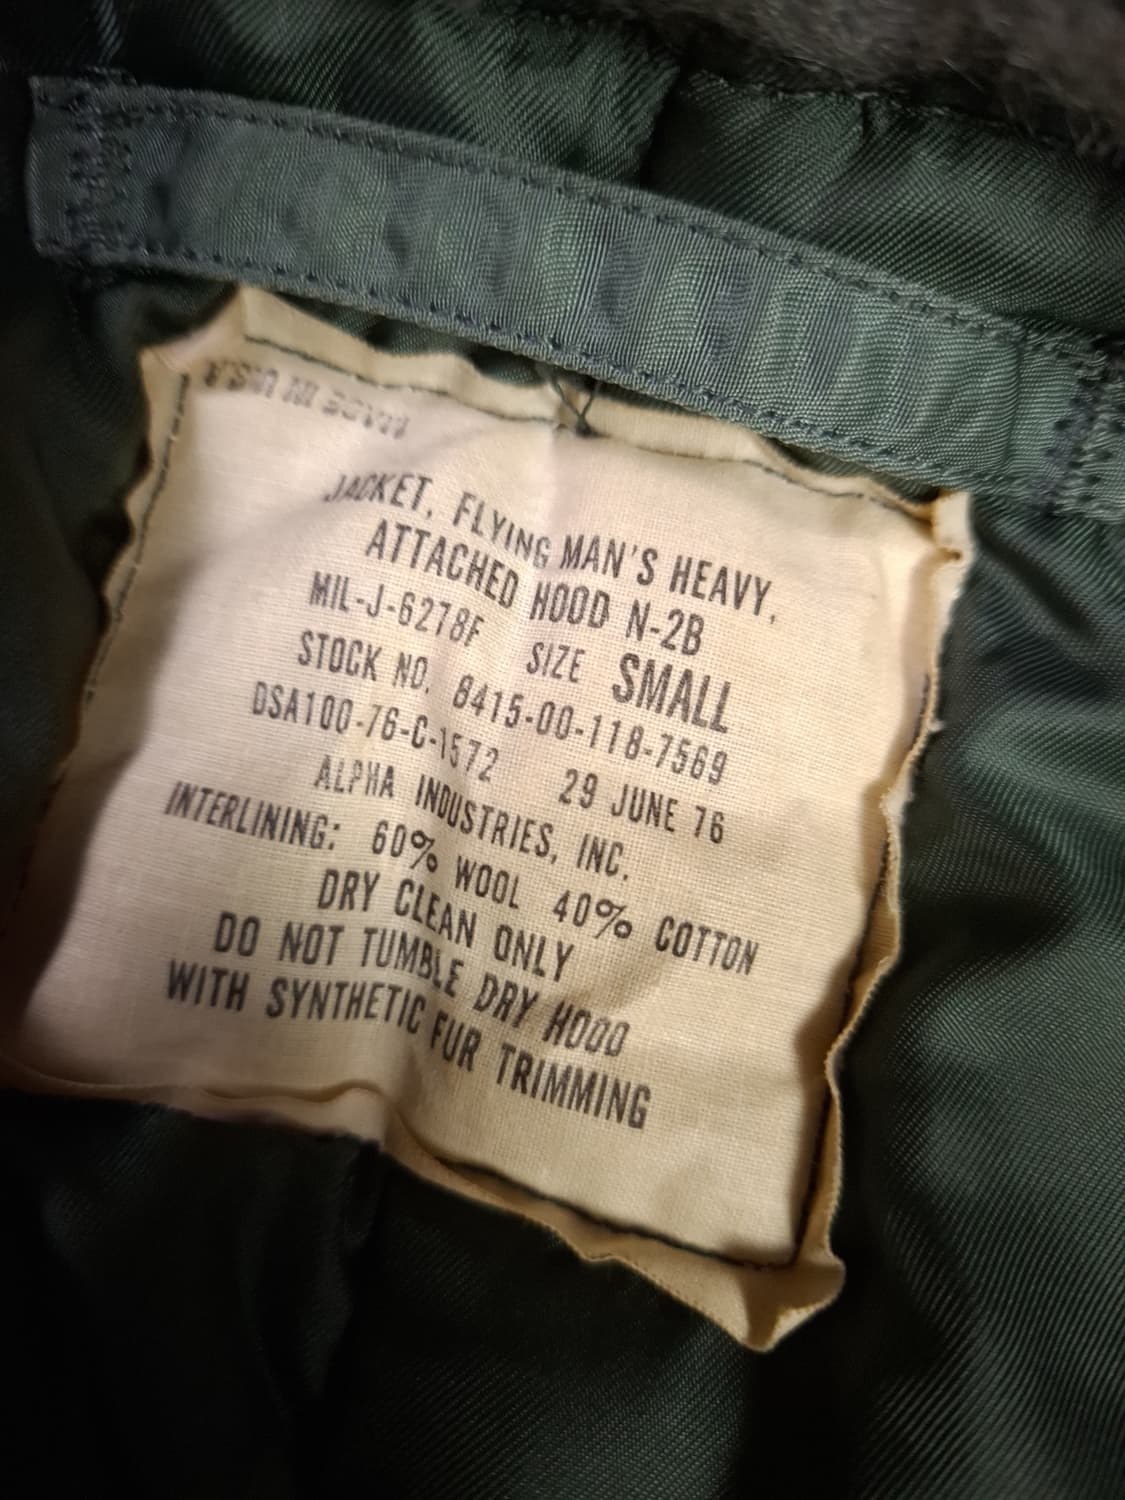 MADE IN U.S.A.
JACKET, FLYING MAN'S HEAVY,
ATTACHED HOOD N-2B
MIL-J-6278F SIZE SMALL
STOCK NO. 8415-00-118-7569
DSA100-76-C-1572 29 JUNE 76
ALPHA INDUSTRIES, INC.
INTERLINING: 60% WOOL 40% COTTON
DRY CLEAN ONLY
DO NOT TUMBLE DRY HOOD
WITH SYNTHETIC FUR TRIMMING